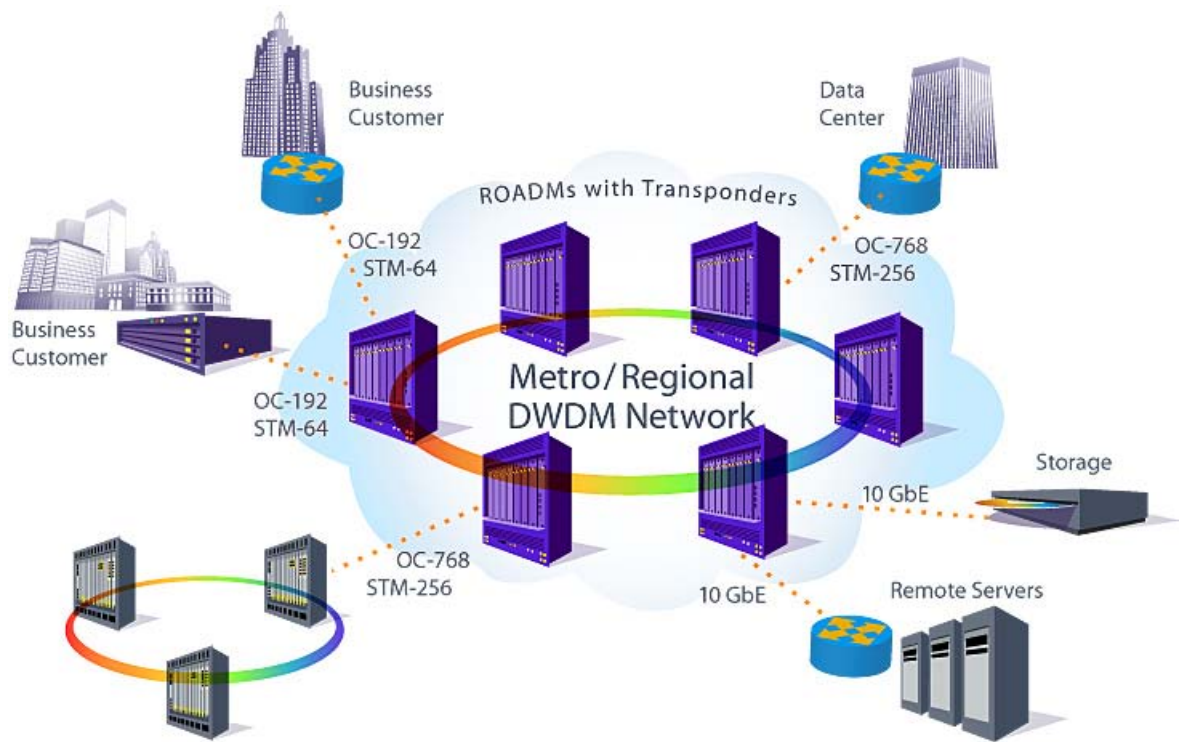 Business
Customer
Data
Center
ROADMs with Transponders
OC-192
STM-64
OC-768
STM-256
Business
Customer
Metro/Regional
DWDM Network
OC-192
STM-64
Storage
10 GbE
OC-768
STM-256
10 GbE
Remote Servers